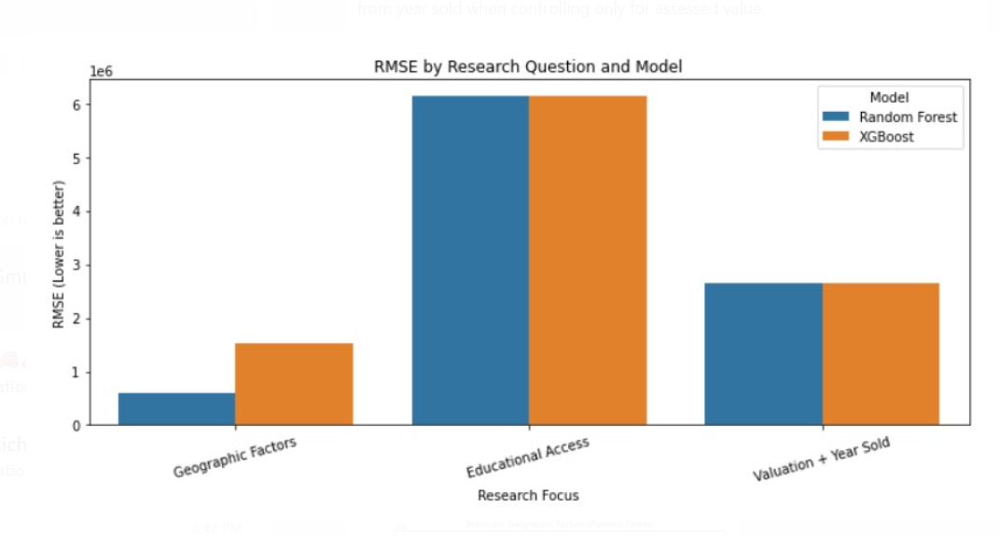 from year sold when controlling only for assessed value
RMSE by Research Question and Model
1e6
Model
Random Forest
XGBoost
6
5
4
3
2
1
0
RMSE (Lower is better)
Geographic Factors
Educational Access
Valuation + Year Sold
Research Focus